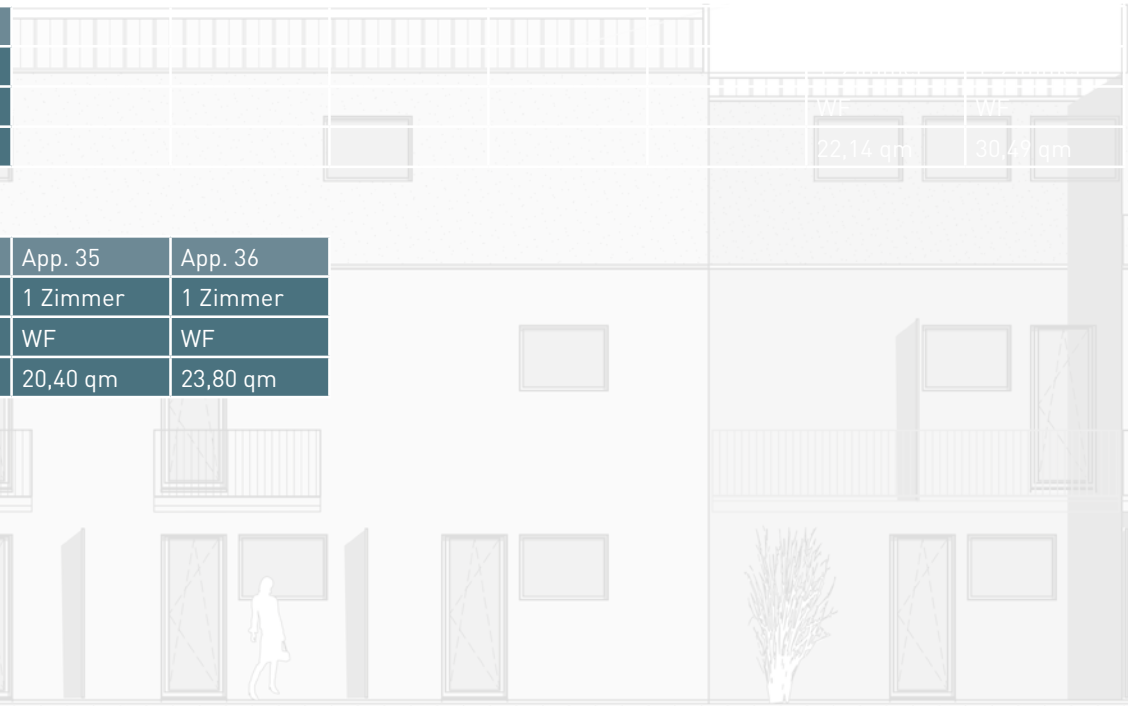 WF WF
22,14 qm 30,49 qm
App. 35 App. 36
1 Zimmer 1 Zimmer
WF WF
20,40 qm 23,80 qm